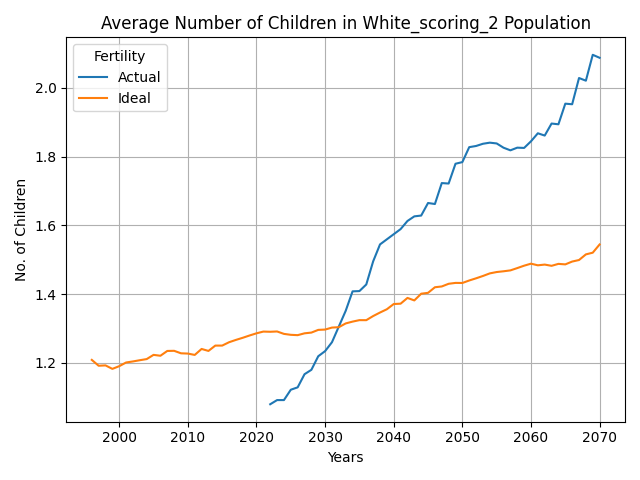 Average Number of Children in White_scoring_2 Population
Fertility
Actual
Ideal
No. of Children
2.0
1.8
1.6
1.4
1.2
2000 2010 2020 2030 2040 2050 2060 2070
Years